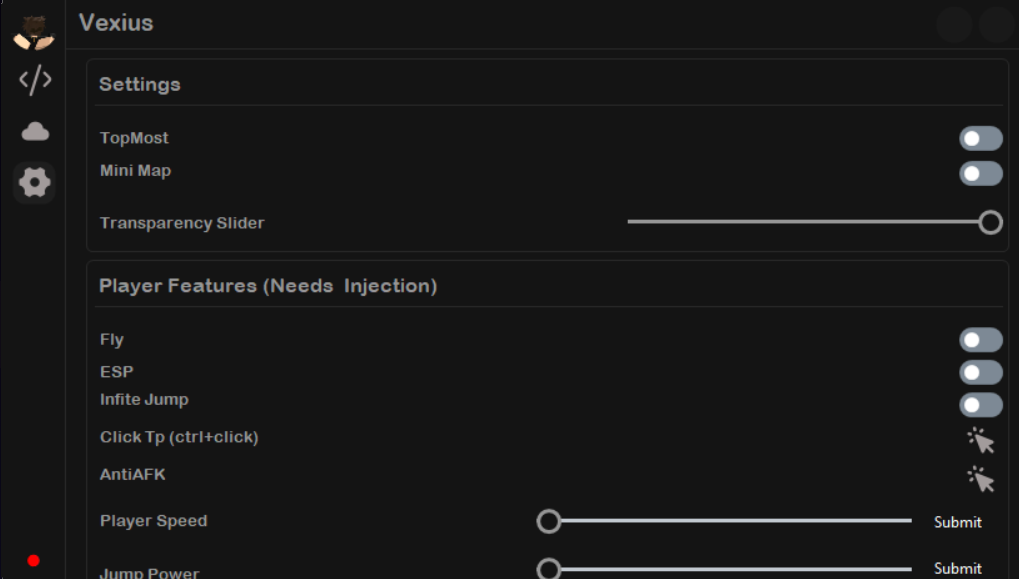 Vexius
Settings
TopMost
Mini Map
Transparency Slider
Player Features (Needs  Injection)
Fly
ESP
Infite Jump
Click Tp (ctrl+click)
AntiAFK
Player Speed Submit
Jump Power Submit